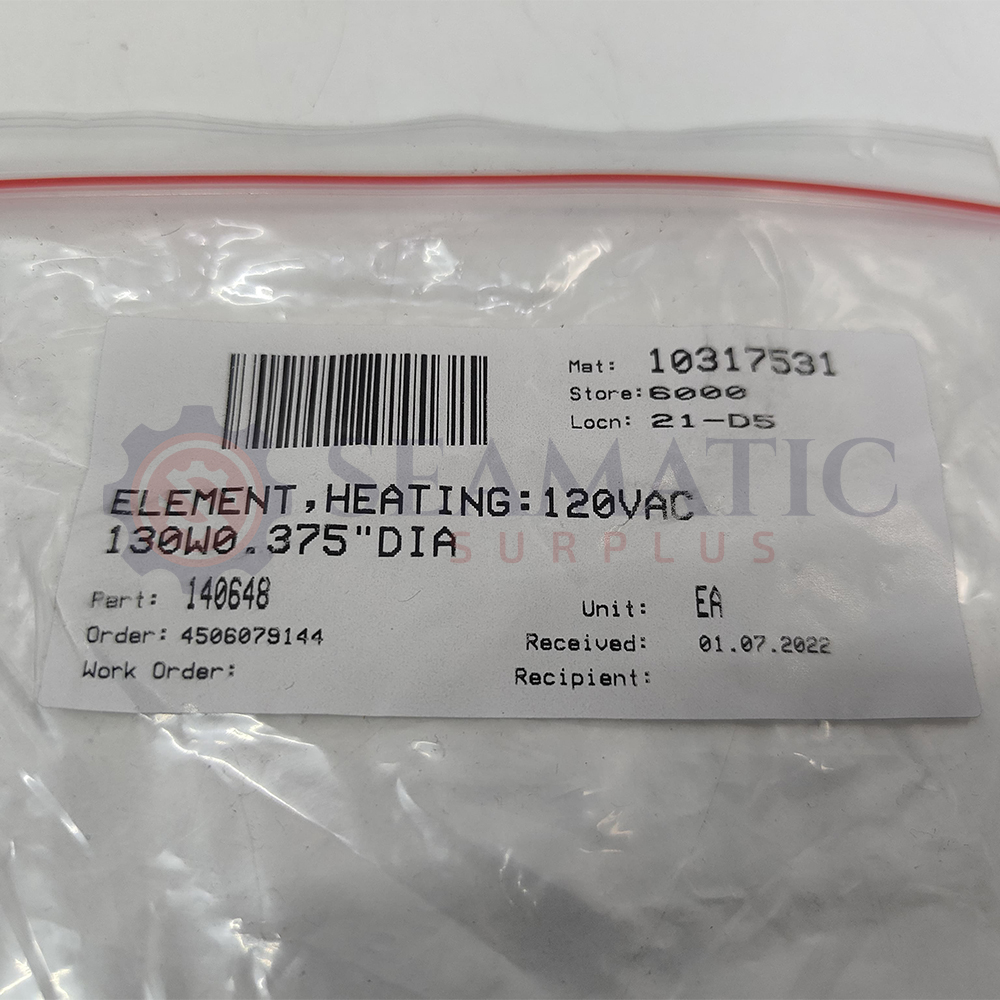 Mat: 10317531
Store: 6000
Locn: 21-D5
SEAMATIC
SURPLUS
ELEMENT,HEATING:120VAC
130W0.375"DIA
Part: 140648
Unit: EA
Order: 4506079144
Received: 01.07.2022
Work Order:
Recipient: